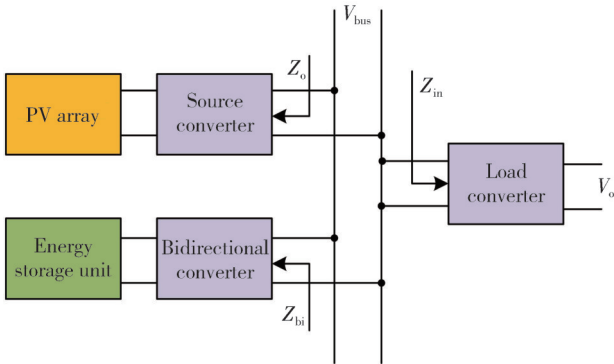 V_bus
Z_o
Z_in
PV array
Source
converter
Load
converter
V_o
Energy
storage unit
Bidirectional
converter
Z_bi